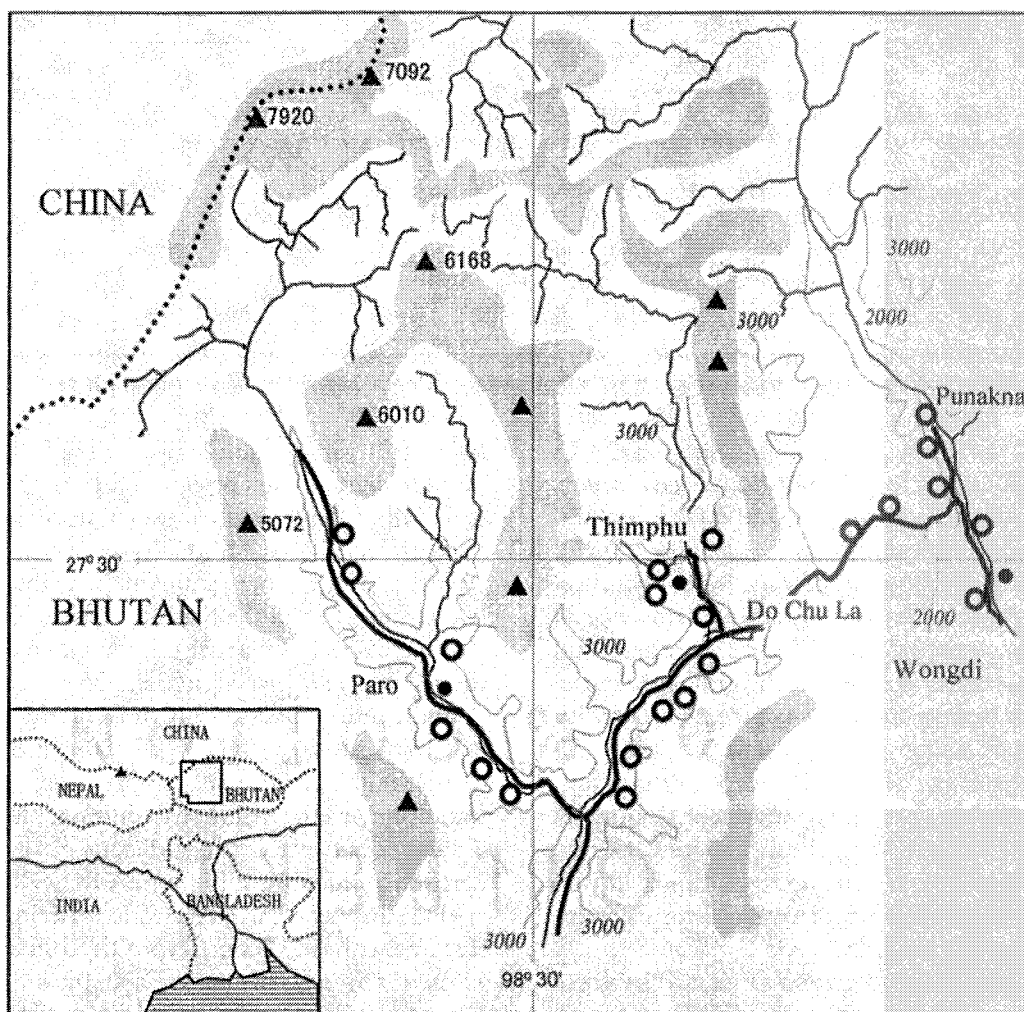 7092
7920
CHINA
6168
3000
3000
2000
6010
3000
Punakna
5072
Thimphu
27° 30'
BHUTAN
Do Chu La
3000
2000
Paro
Wongdi
CHINA
NEPAL
BHUTAN
INDIA
BANGLADESH
3000
3000
98° 30'